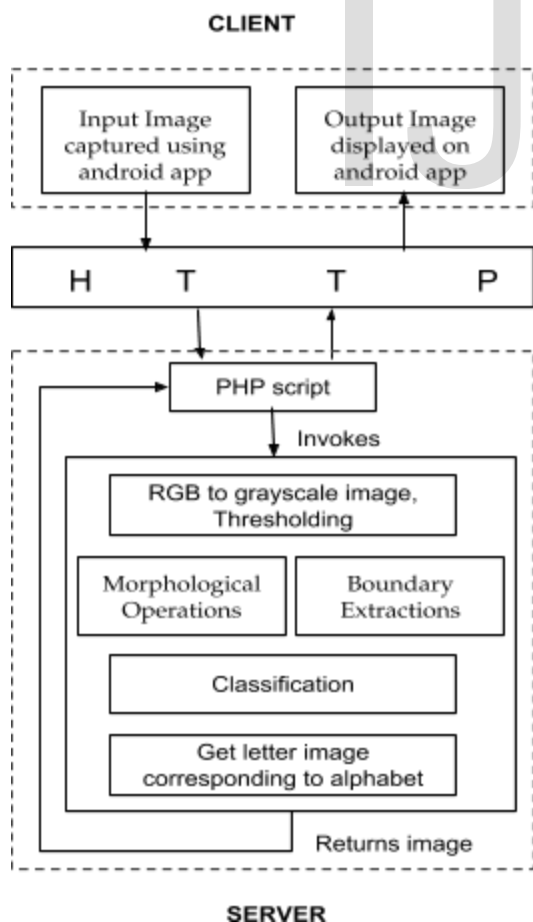 CLIENT
Input Image
captured using
android app
Output Image
displayed on
android app
H T T P
PHP script
Invokes
RGB to grayscale image,
Thresholding
Morphological
Operations
Boundary
Extractions
Classification
Get letter image
corresponding to alphabet
Returns image
SERVER